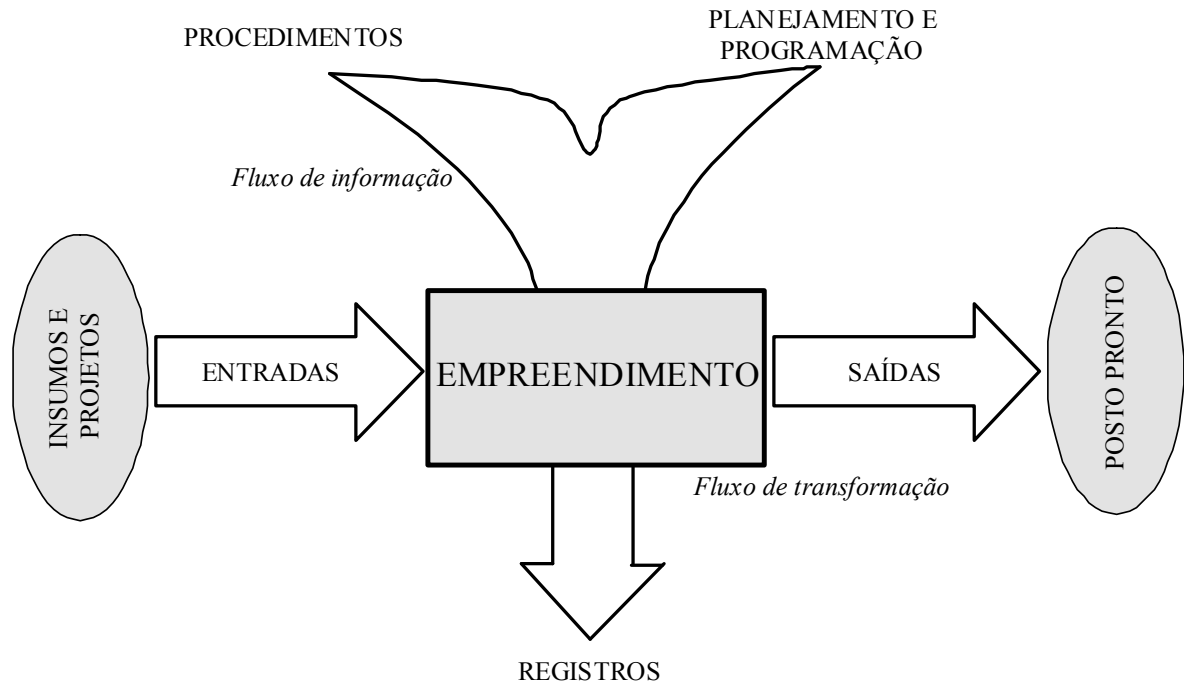 PROCEDIMENTOS
PLANEJAMENTO E
PROGRAMAÇÃO
Fluxo de informação
INSUMOS E
PROJETOS
ENTRADAS
EMPREENDIMENTO
SAÍDAS
POSTO PRONTO
Fluxo de transformação
REGISTROS